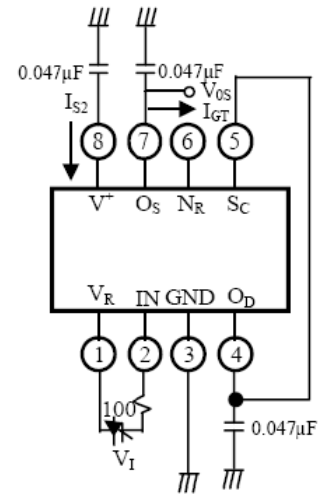 0.047μF
0.047μF
V0S
IS2
IGT
8
7
6
5
V+
OS
NR
SC
VR
IN
GND
OD
1
2
3
4
100
VI
0.047μF